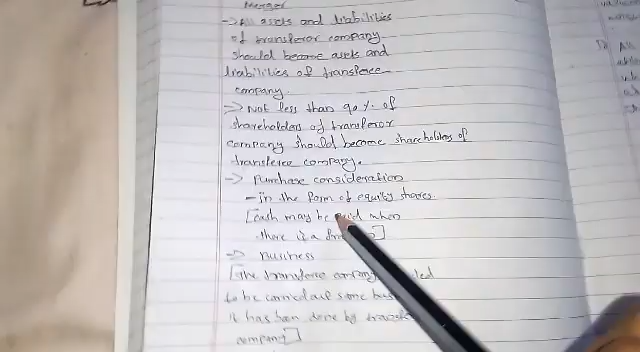 Merger
→ All assets and liabilities
of transferor company
should become assets and
liabilities of transferee
company.
→ Not less than 90% of
shareholders of transferor
company should become shareholders of
transferee company.
→ Purchase consideration
- in the form of equity shares
[cash may be paid when
there is a
→ Business
[The transferee company
to be carried out same
it has been done by
company]
All